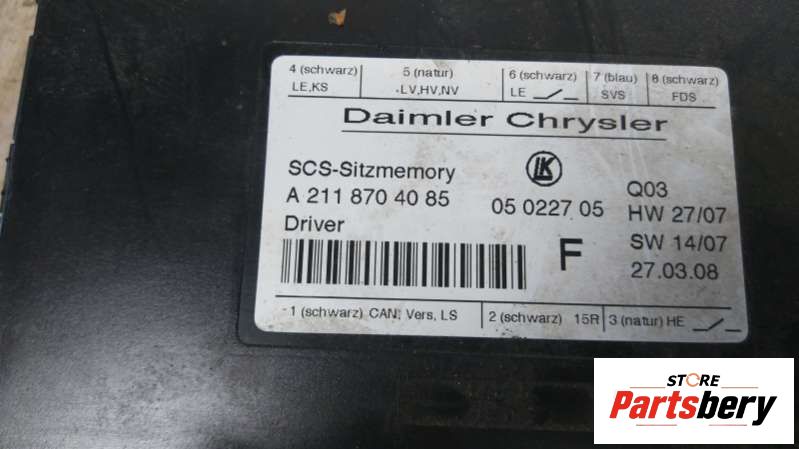 4 (schwarz) 5 (natur) 6 (schwarz) 7 (blau) 8 (schwarz)
LE,KS LV,HV,NV LE SVS FDS
Daimler Chrysler
SCS-Sitzmemory LK Q03
A 211 870 40 85 05 0227 05 HW 27/07
Driver F SW 14/07
27.03.08
1 (schwarz) CAN, Vers, LS 2 (schwarz) 15R 3 (natur) HE
STORE
Partsbery